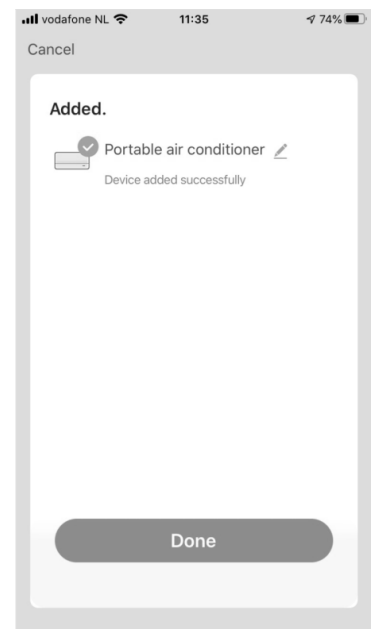 vodafone NL 11:35 74%
Cancel
Added.
Portable air conditioner
Device added successfully
Done